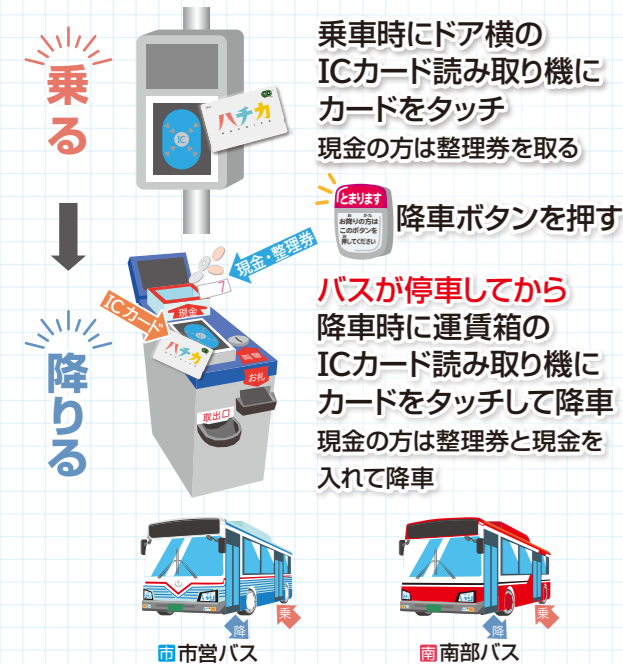 乗る
IC
ハチカ
乗車時にドア横の
ICカード読み取り機に
カードをタッチ
現金の方は整理券を取る
とまります
お降りの方は
このボタンを
押してください
降車ボタンを押す
現金・整理券
7
現金
ICカード
ハチカ
両替
お札
取出口
降りる
バスが停車してから
降車時に運賃箱の
ICカード読み取り機に
カードをタッチして降車
現金の方は整理券と現金を
入れて降車
降
乗
市 市営バス
降
乗
南 南部バス